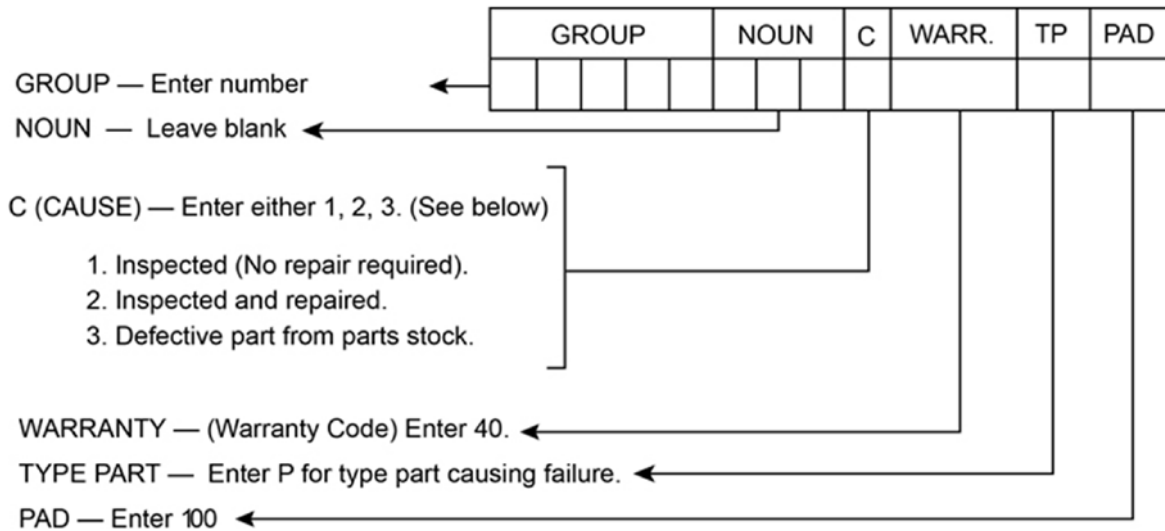 GROUP NOUN C WARR. TP PAD
GROUP — Enter number
NOUN — Leave blank
C (CAUSE) — Enter either 1, 2, 3. (See below)
1. Inspected (No repair required).
2. Inspected and repaired.
3. Defective part from parts stock.
WARRANTY — (Warranty Code) Enter 40.
TYPE PART — Enter P for type part causing failure.
PAD — Enter 100